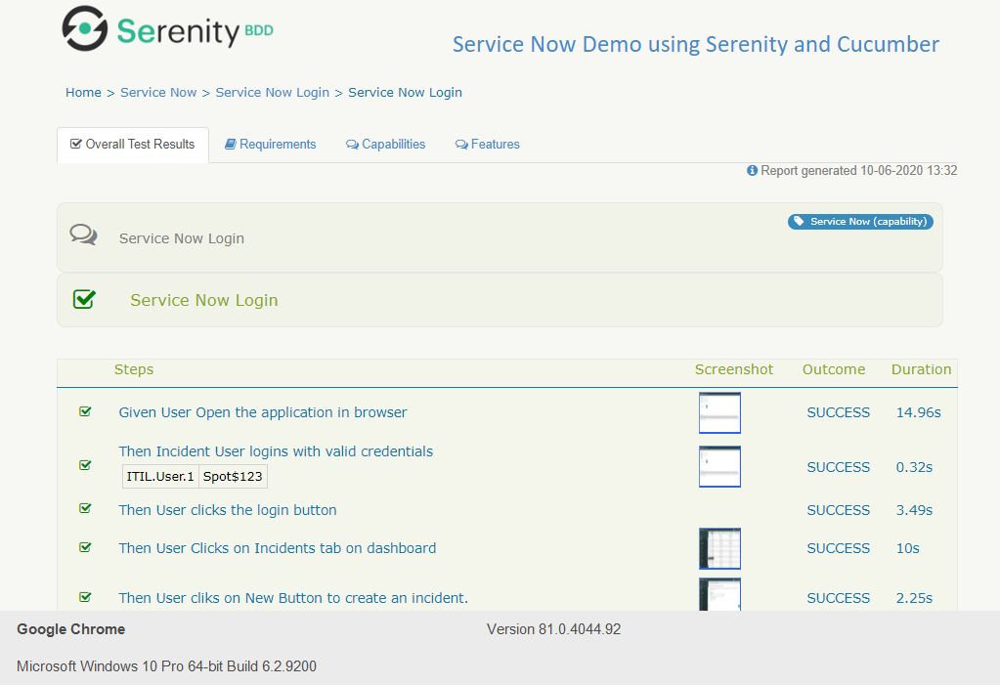 Serenity BDD
Service Now Demo using Serenity and Cucumber
Home > Service Now > Service Now Login > Service Now Login
Overall Test Results Requirements Capabilities Features
Report generated 10-06-2020 13:32
Service Now (capability)
Service Now Login
Service Now Login
Steps Screenshot Outcome Duration
Given User Open the application in browser SUCCESS 14.96s
Then Incident User logins with valid credentials
ITIL.User.1 Spot$123
SUCCESS 0.32s
Then User clicks the login button SUCCESS 3.49s
Then User Clicks on Incidents tab on dashboard SUCCESS 10s
Then User cliks on New Button to create an incident. SUCCESS 2.25s
Google Chrome Version 81.0.4044.92
Microsoft Windows 10 Pro 64-bit Build 6.2.9200